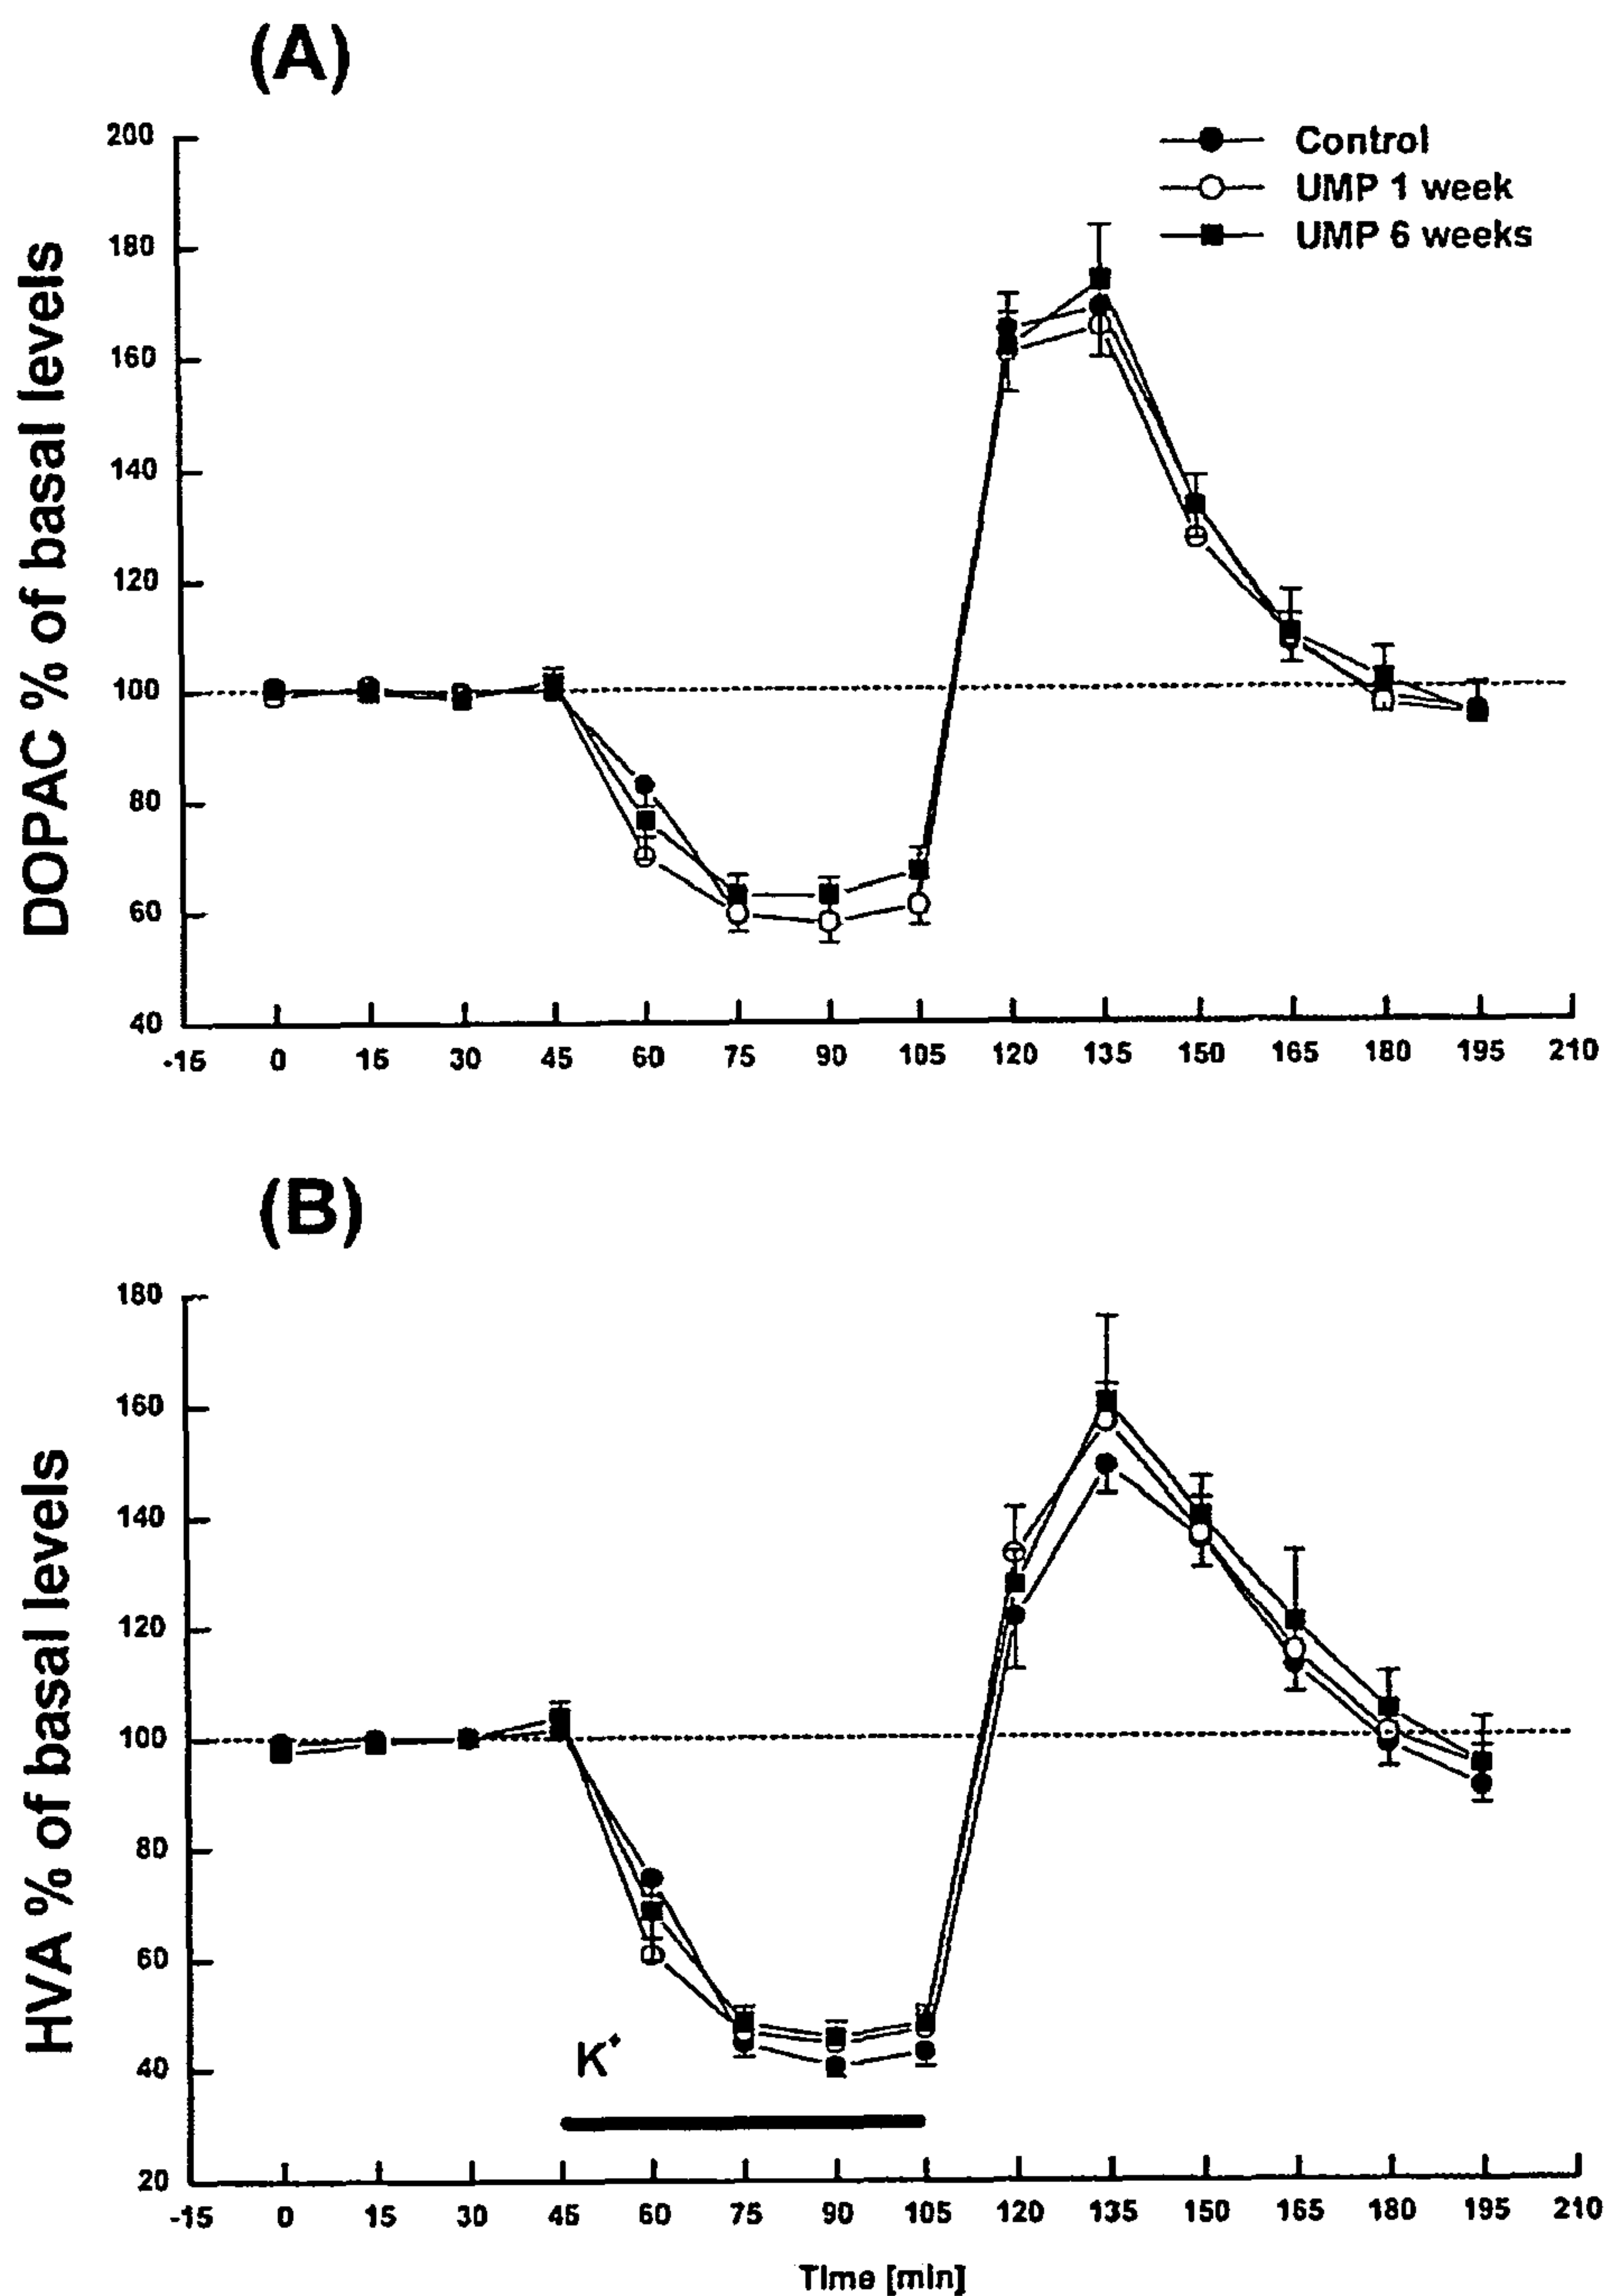 (A)
DOPAC % of basal levels
200
180
160
140
120
100
80
60
40
Control
UMP 1 week
UMP 6 weeks
-15 0 15 30 45 60 75 90 105 120 135 150 165 180 195 210
(B)
HVA % of basal levels
180
160
140
120
100
80
60
40
20
K+
-15 0 15 30 45 60 75 90 105 120 135 150 165 180 195 210
Time [min]